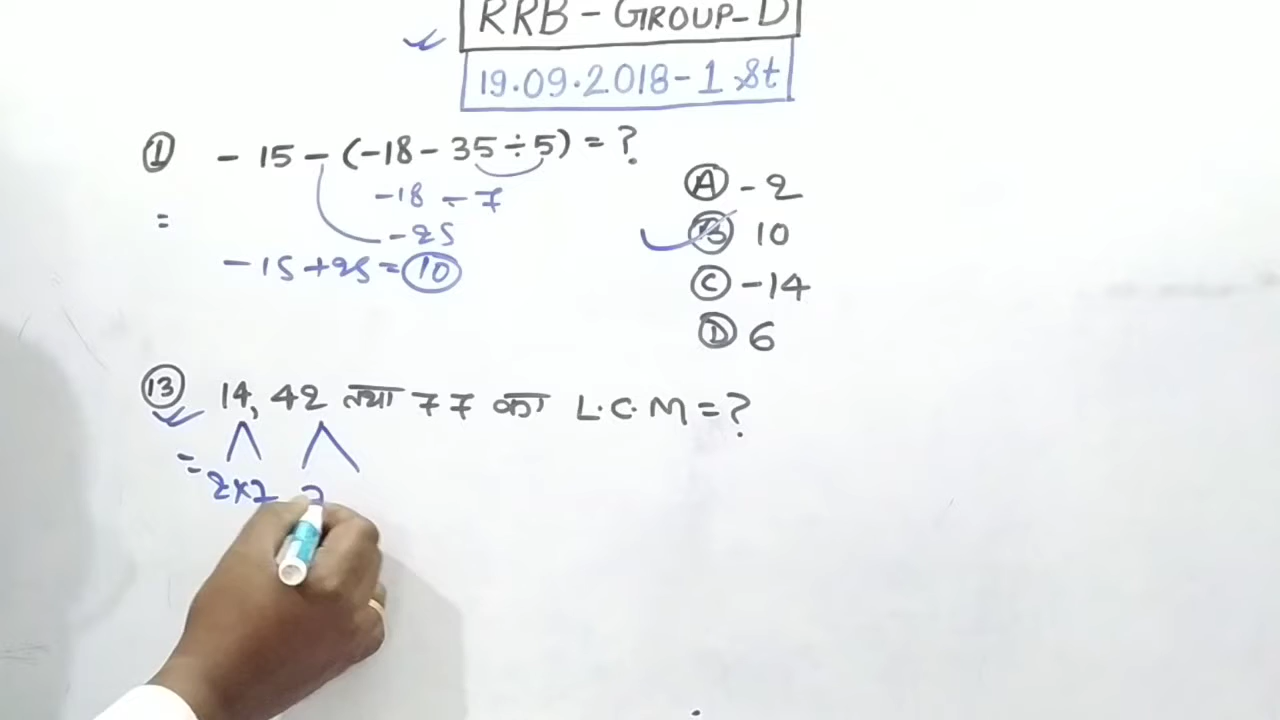 RRB - GROUP - D
19.09.2018 - 1 st
① - 15 - (-18 - 35 ÷ 5) = ?
-18 - 7
=
-25
-15 + 25 = 10
Ⓐ - 2
Ⓑ 10
Ⓒ -14
Ⓓ 6
⑬ 14, 42 तथा 77 का L.C.M = ?
= 2×7